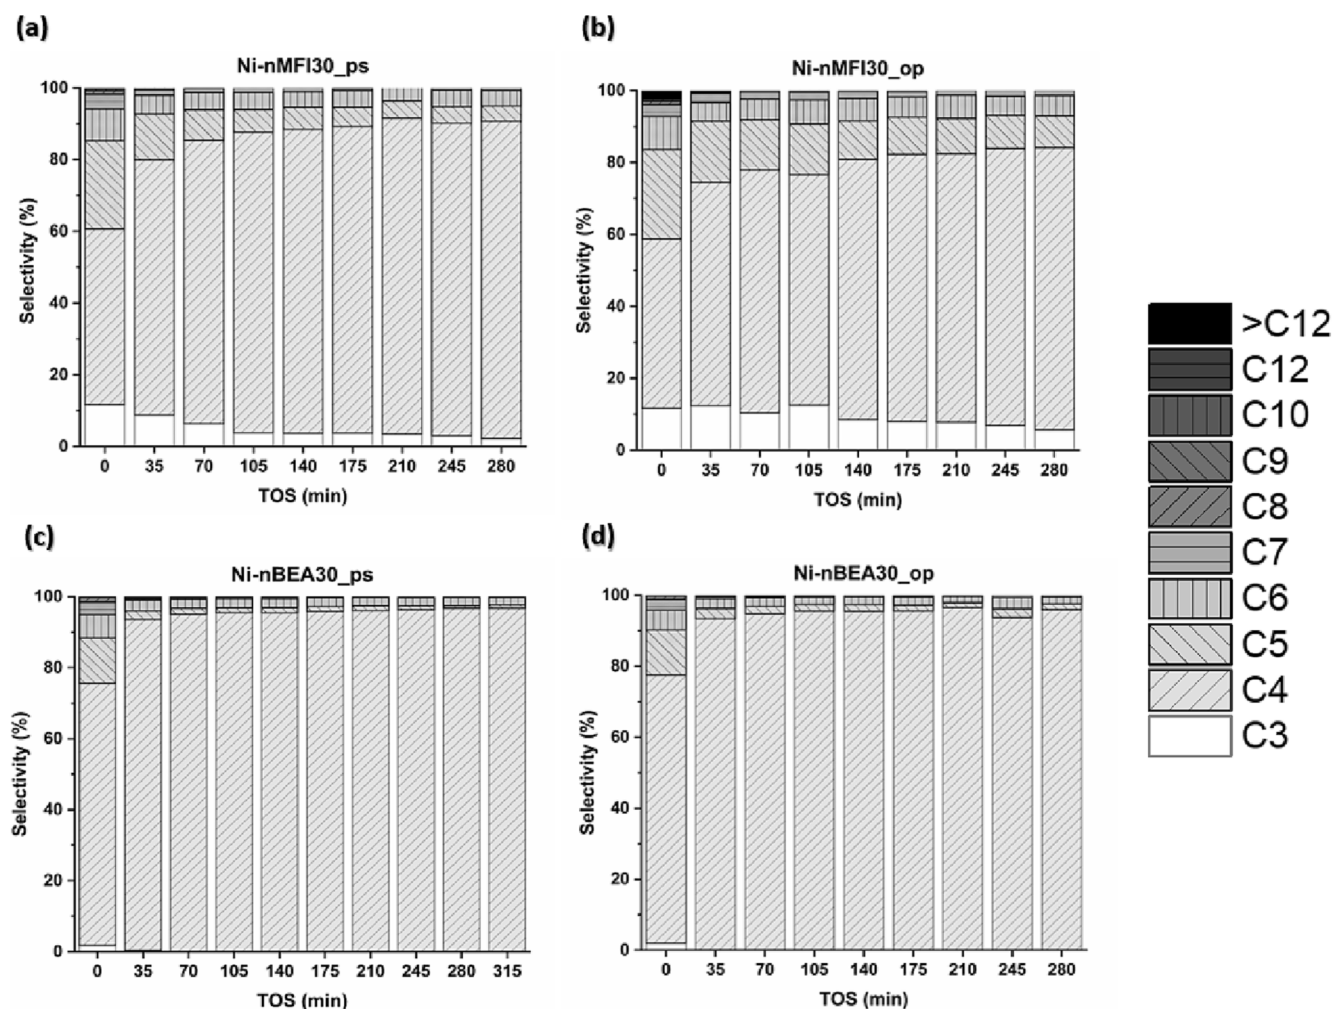 (a)
Ni-nMFI30_ps
Selectivity (%)
100
80
60
40
20
0
0 35 70 105 140 175 210 245 280
TOS (min)
(b)
Ni-nMFI30_op
Selectivity (%)
100
80
60
40
20
0
0 35 70 105 140 175 210 245 280
TOS (min)
(c)
Ni-nBEA30_ps
Selectivity (%)
100
80
60
40
20
0
0 35 70 105 140 175 210 245 280 315
TOS (min)
(d)
Ni-nBEA30_op
Selectivity (%)
100
80
60
40
20
0
0 35 70 105 140 175 210 245 280
TOS (min)
>C12
C12
C10
C9
C8
C7
C6
C5
C4
C3